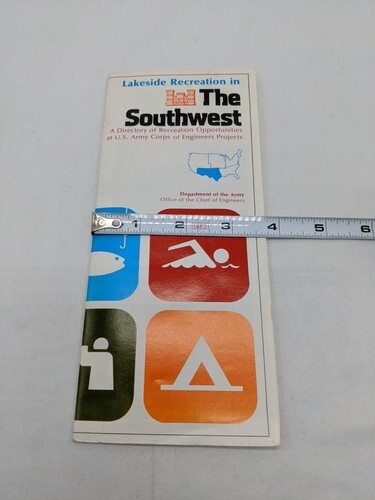 Lakeside Recreation in
The
Southwest
A Directory of Recreation Opportunities
at U.S. Army Corps of Engineers Projects
Department of the Army
Office of the Chief of Engineers
1 2 3 4 5 6